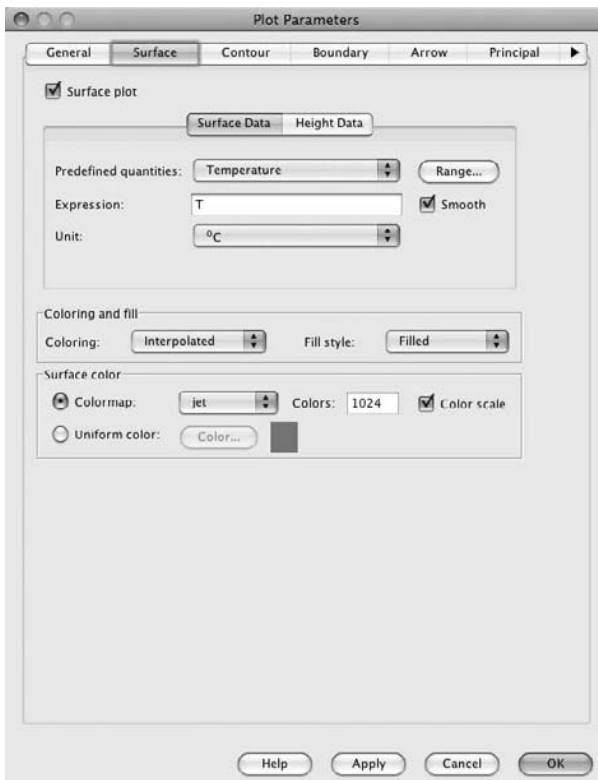 Plot Parameters
General Surface Contour Boundary Arrow Principal
Surface plot
Surface Data Height Data
Predefined quantities: Temperature Range...
Expression: T Smooth
Unit: ⁰C
Coloring and fill
Coloring: Interpolated Fill style: Filled
Surface color
Colormap: jet Colors: 1024 Color scale
Uniform color: Color...
Help Apply Cancel OK